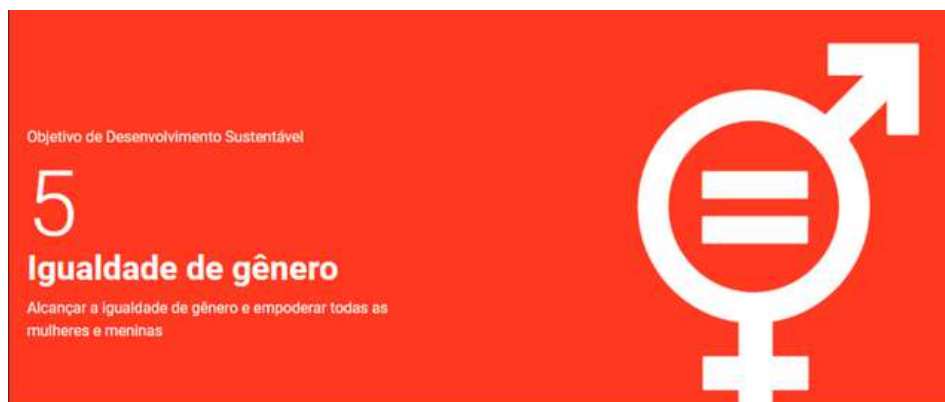 Objetivo de Desenvolvimento Sustentável
5
Igualdade de gênero
Alcançar a igualdade de gênero e empoderar todas as
mulheres e meninas